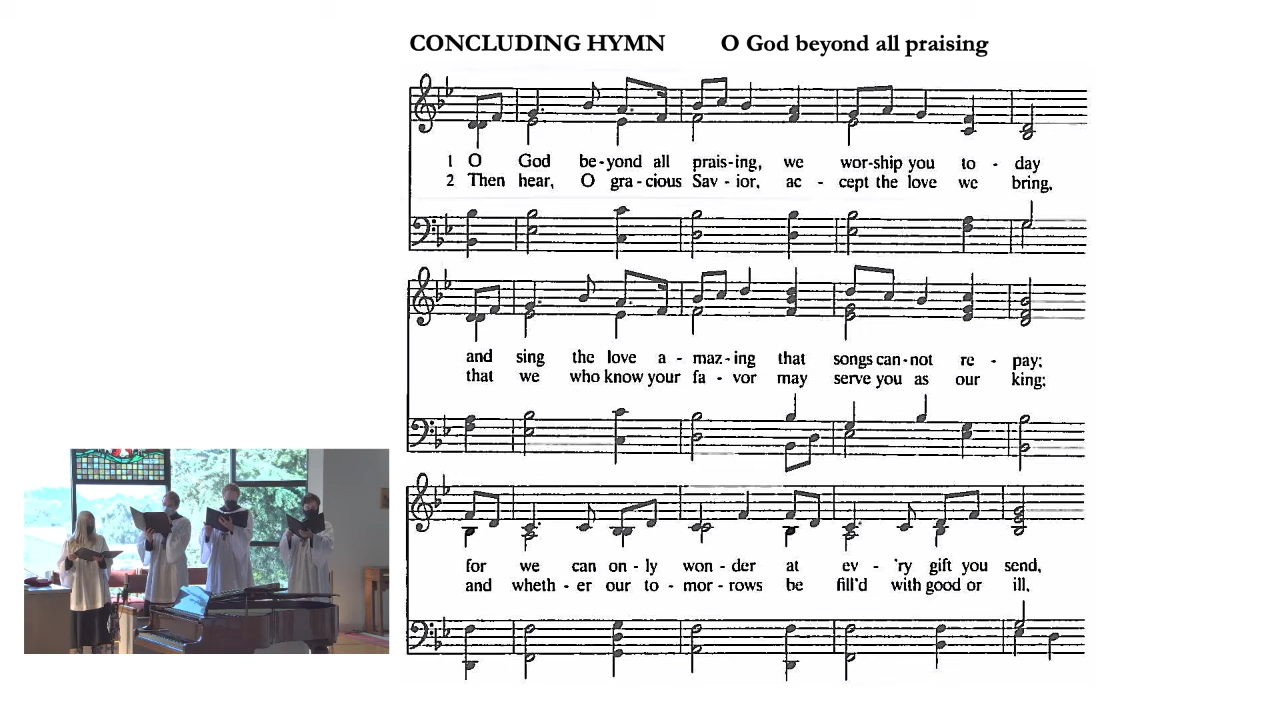 CONCLUDING HYMN O God beyond all praising
1 O God be-yond all prais-ing, we wor-ship you to - day
2 Then hear, O gra-cious Sav-ior, ac - cept the love we bring,
and sing the love a - maz-ing that songs can-not re - pay;
that we who know your fa - vor may serve you as our king;
for we can on - ly won - der at ev - 'ry gift you send,
and wheth - er our to - mor - rows be fill'd with good or ill,